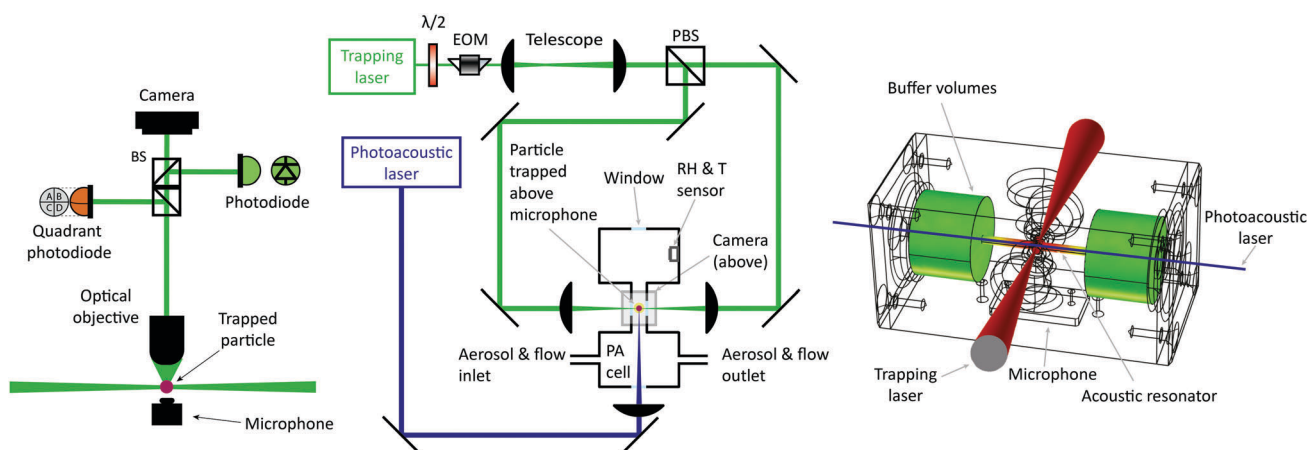 Camera
BS
A B
C D
Quadrant
photodiode
Photodiode
Optical
objective
Trapped
particle
Microphone
λ/2
EOM
Telescope
PBS
Trapping
laser
Photoacoustic
laser
Particle
trapped
above
microphone
Window
RH & T
sensor
Camera
(above)
Aerosol & flow
inlet
PA
cell
Aerosol & flow
outlet
Buffer volumes
Photoacoustic
laser
Trapping
laser
Microphone
Acoustic resonator